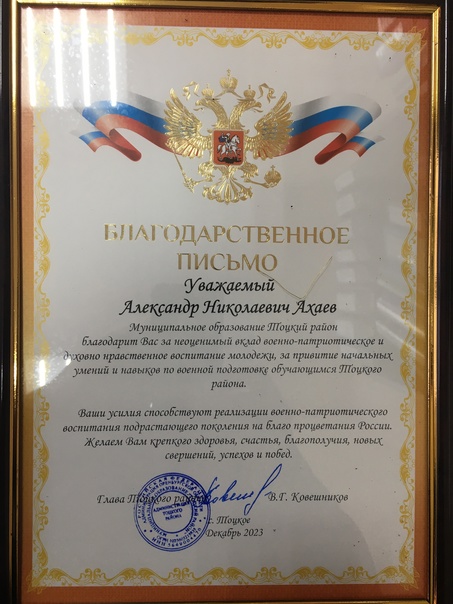 БЛАГОДАРСТВЕННОЕ
ПИСЬМО
Уважаемый
Александр Николаевич Ахаев
Муниципальное образование Тоцкий район
благодарит Вас за неоценимый вклад военно-патриотическое и
духовно нравственное воспитание молодежи, за привитие начальных
умений и навыков по военной подготовке обучающимся Тоцкого
района.
Ваши усилия способствуют реализации военно-патриотического
воспитания подрастающего поколения на благо процветания России.
Желаем Вам крепкого здоровья, счастья, благополучия, новых
свершений, успехов и побед.
Глава Тоцкого района В.Г. Ковешников
АДМИНИСТРАЦИЯ
ТОЦКОГО
РАЙОНА
с. Тоцкое
Декабрь 2023